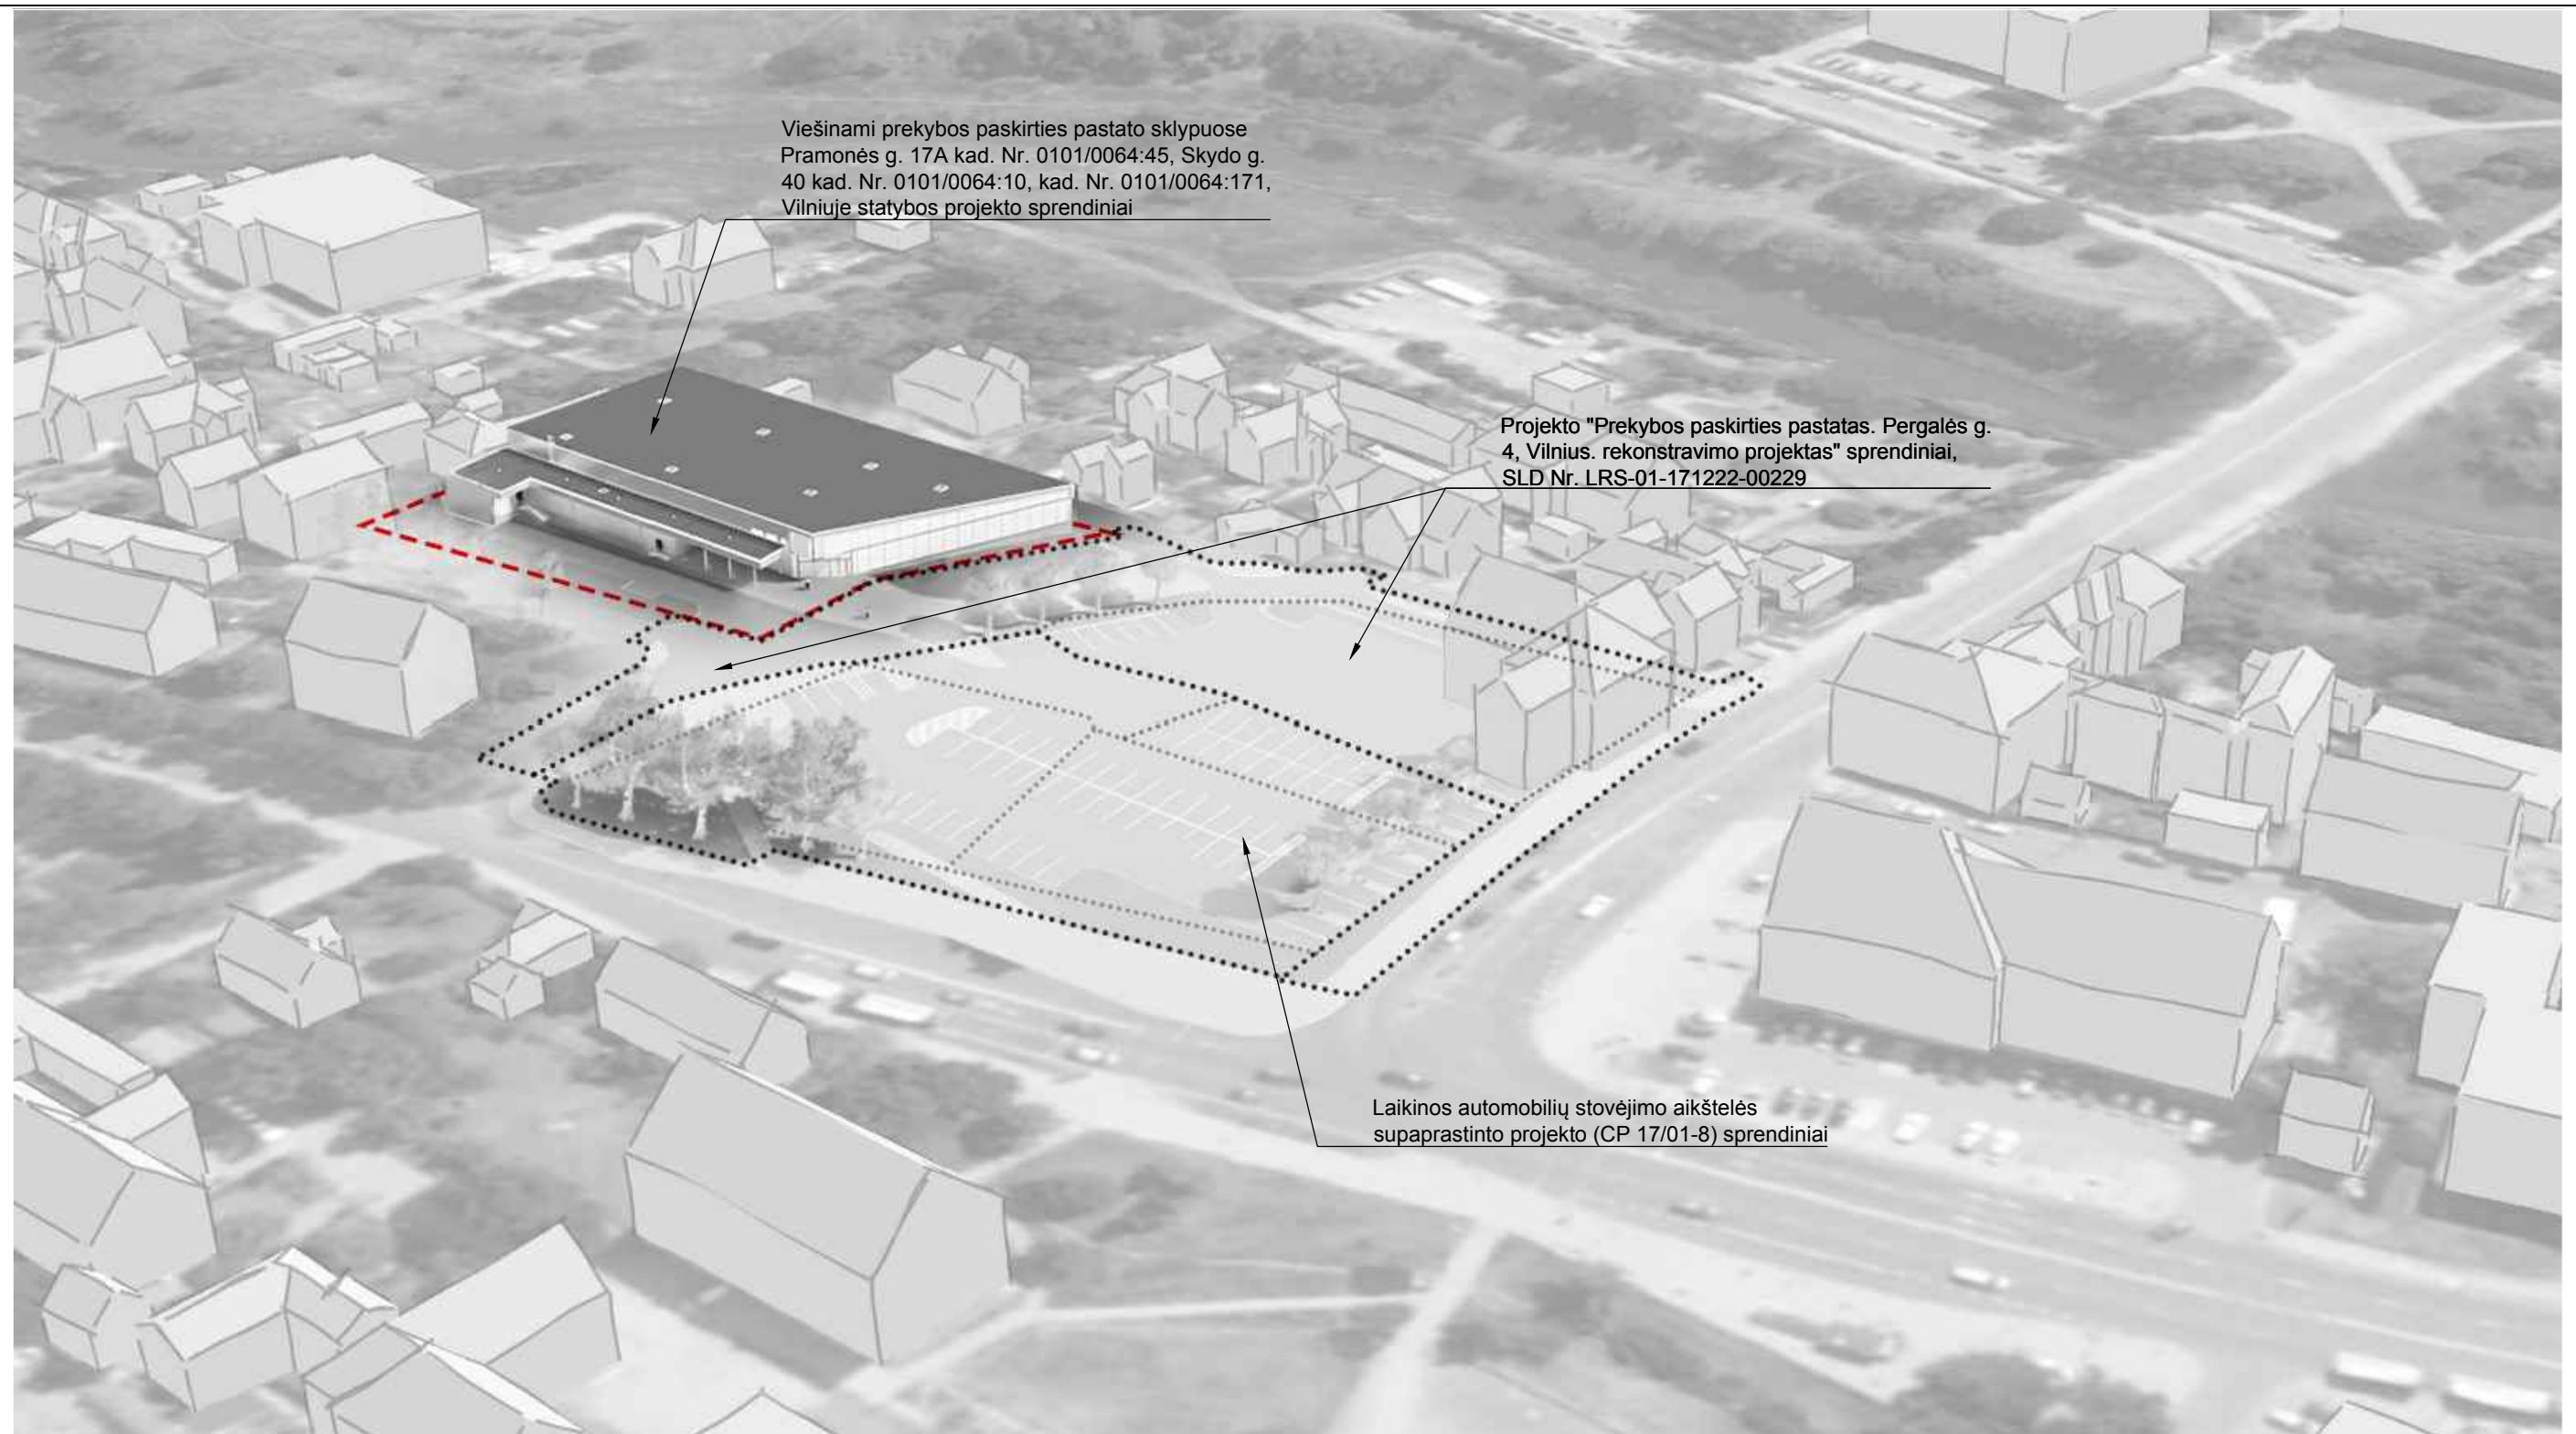 Viešinami prekybos paskirties pastato sklypuose
Pramonės g. 17A kad. Nr. 0101/0064:45, Skydo g.
40 kad. Nr. 0101/0064:10, kad. Nr. 0101/0064:171,
Vilniuje statybos projekto sprendiniai
Projekto "Prekybos paskirties pastatas. Pergalės g.
4, Vilnius. rekonstravimo projektas" sprendiniai,
SLD Nr. LRS-01-171222-00229
Laikinos automobilių stovėjimo aikštelės
supaprastinto projekto (CP 17/01-8) sprendiniai